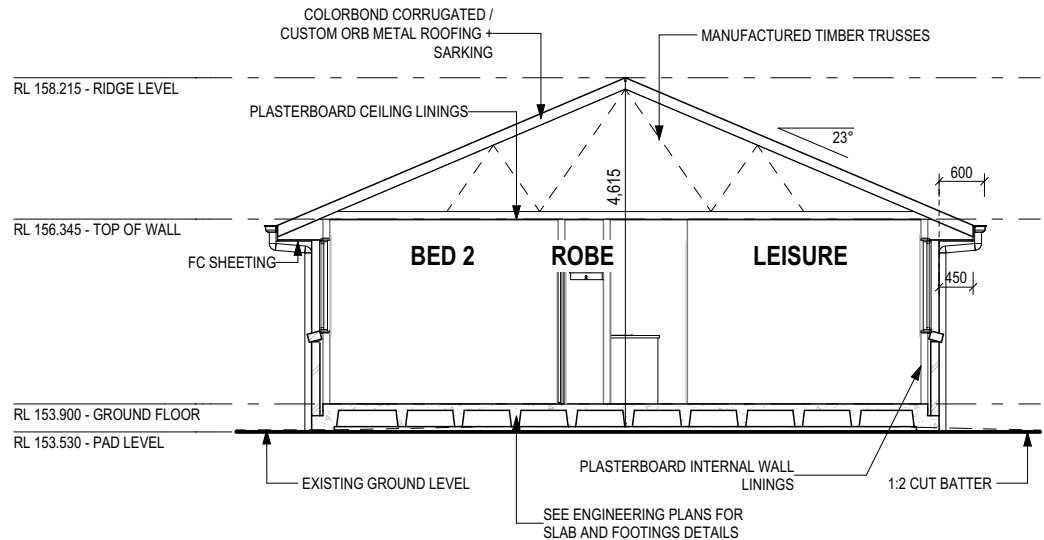 COLORBOND CORRUGATED /
CUSTOM ORB METAL ROOFING +
SARKING
MANUFACTURED TIMBER TRUSSES
RL 158.215 - RIDGE LEVEL
PLASTERBOARD CEILING LININGS
23°
600
4,615
RL 156.345 - TOP OF WALL
FC SHEETING
BED 2
ROBE
LEISURE
450
RL 153.900 - GROUND FLOOR
RL 153.530 - PAD LEVEL
PLASTERBOARD INTERNAL WALL
LININGS
EXISTING GROUND LEVEL
1:2 CUT BATTER
SEE ENGINEERING PLANS FOR
SLAB AND FOOTINGS DETAILS